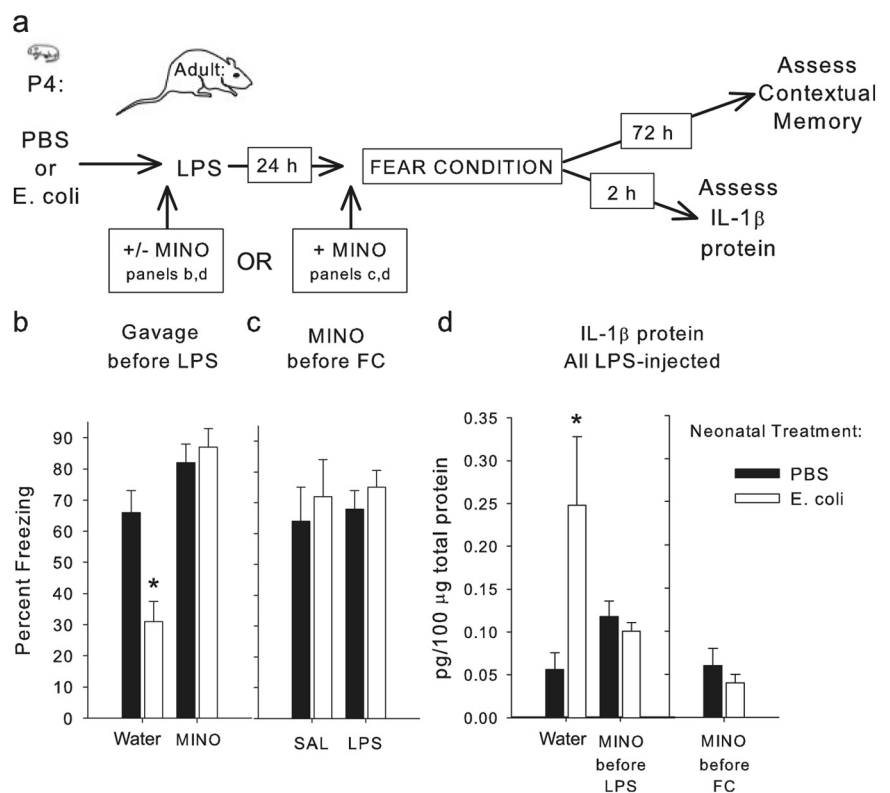 a
P4:
Adult:
PBS
or
E. coli
LPS
24 h
FEAR CONDITION
72 h
2 h
Assess
Contextual
Memory
Assess
IL-1β
protein
+/- MINO
panels b,d
OR
+ MINO
panels c,d
b
Gavage
before LPS
Percent Freezing
90
80
70
60
50
40
30
20
10
0
*
Water
MINO
c
MINO
before FC
SAL
LPS
d
IL-1β protein
All LPS-injected
pg/100 μg total protein
0.35
0.30
0.25
0.20
0.15
0.10
0.05
0.00
*
Water
MINO
before
LPS
MINO
before
FC
Neonatal Treatment:
PBS
E. coli